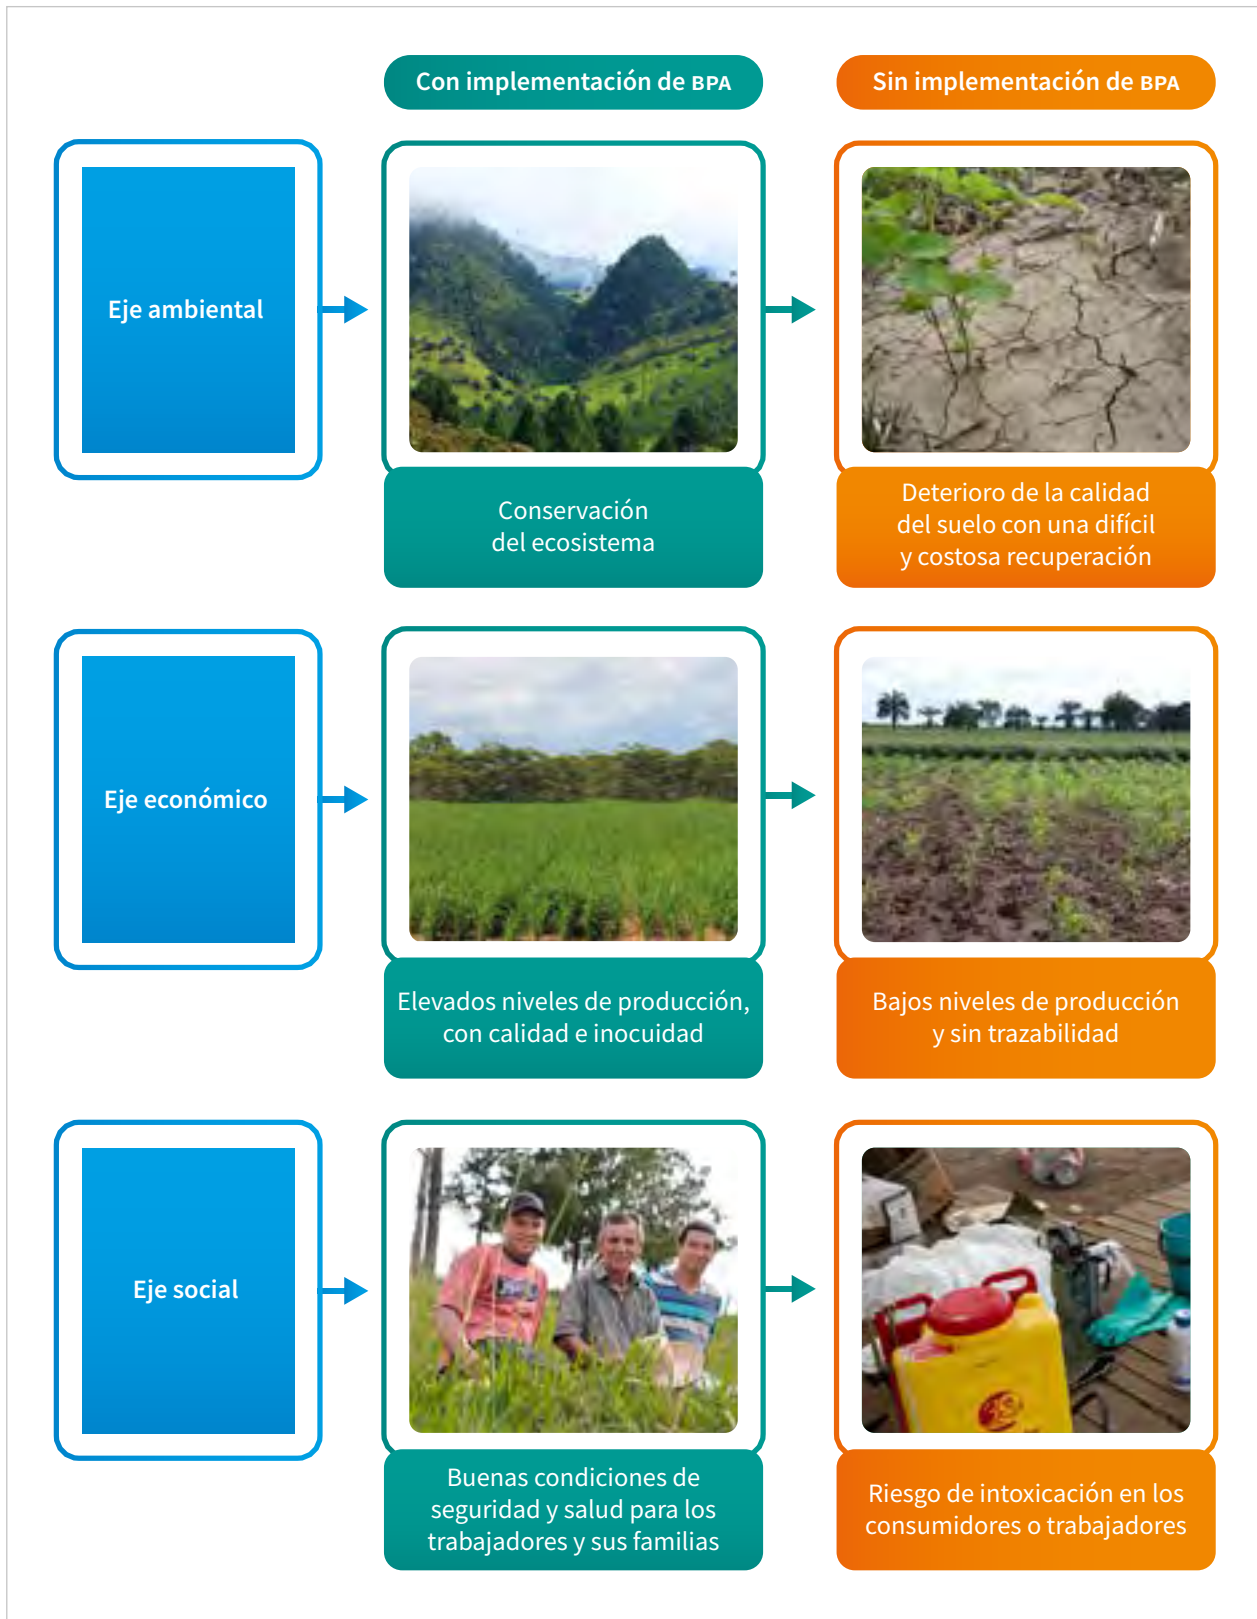 Con implementación de BPA
Sin implementación de BPA
Eje ambiental
Conservación
del ecosistema
Deterioro de la calidad
del suelo con una difícil
y costosa recuperación
Eje económico
Elevados niveles de producción,
con calidad e inocuidad
Bajos niveles de producción
y sin trazabilidad
Eje social
Buenas condiciones de
seguridad y salud para los
trabajadores y sus familias
Riesgo de intoxicación en los
consumidores o trabajadores